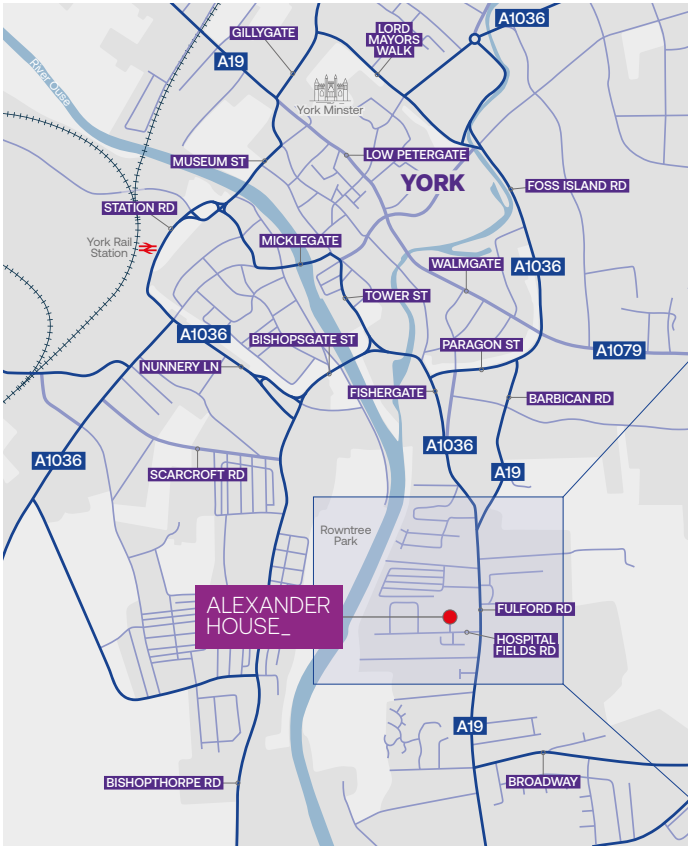 A1036
GILLYGATE
LORD
MAYORS
WALK
A19
River Ouse
York Minster
MUSEUM ST
LOW PETERGATE
YORK
FOSS ISLAND RD
STATION RD
York Rail
Station
MICKLEGATE
WALMGATE
A1036
TOWER ST
A1036
BISHOPSGATE ST
PARAGON ST
A1079
NUNNERY LN
FISHERGATE
BARBICAN RD
A1036
A1036
A19
SCARCROFT RD
Rowntree
Park
ALEXANDER
HOUSE_
FULFORD RD
HOSPITAL
FIELDS RD
A19
BISHOPTHORPE RD
BROADWAY